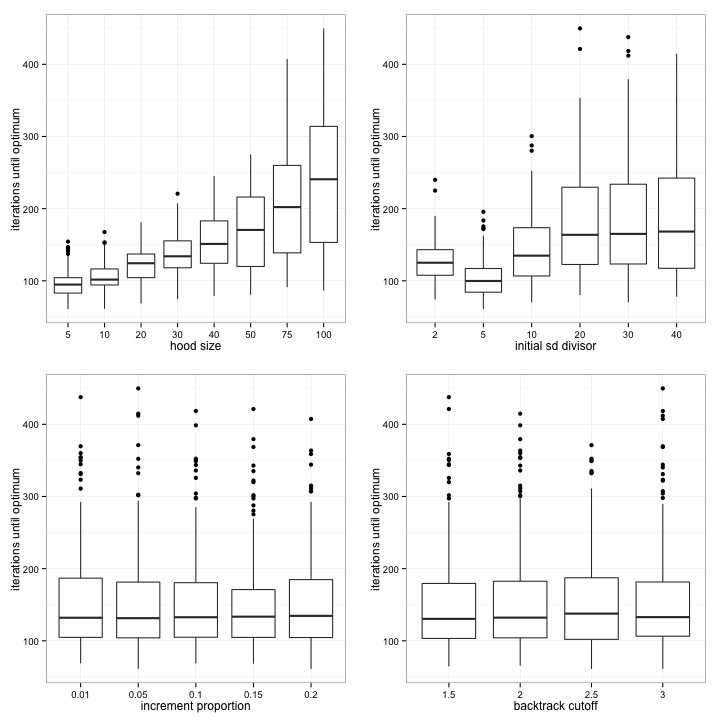 iterations until optimum
400
300
200
100
5 10 20 30 40 50 75 100
hood size
iterations until optimum
400
300
200
100
2 5 10 20 30 40
initial sd divisor
iterations until optimum
400
300
200
100
0.01 0.05 0.1 0.15 0.2
increment proportion
iterations until optimum
400
300
200
100
1.5 2 2.5 3
backtrack cutoff